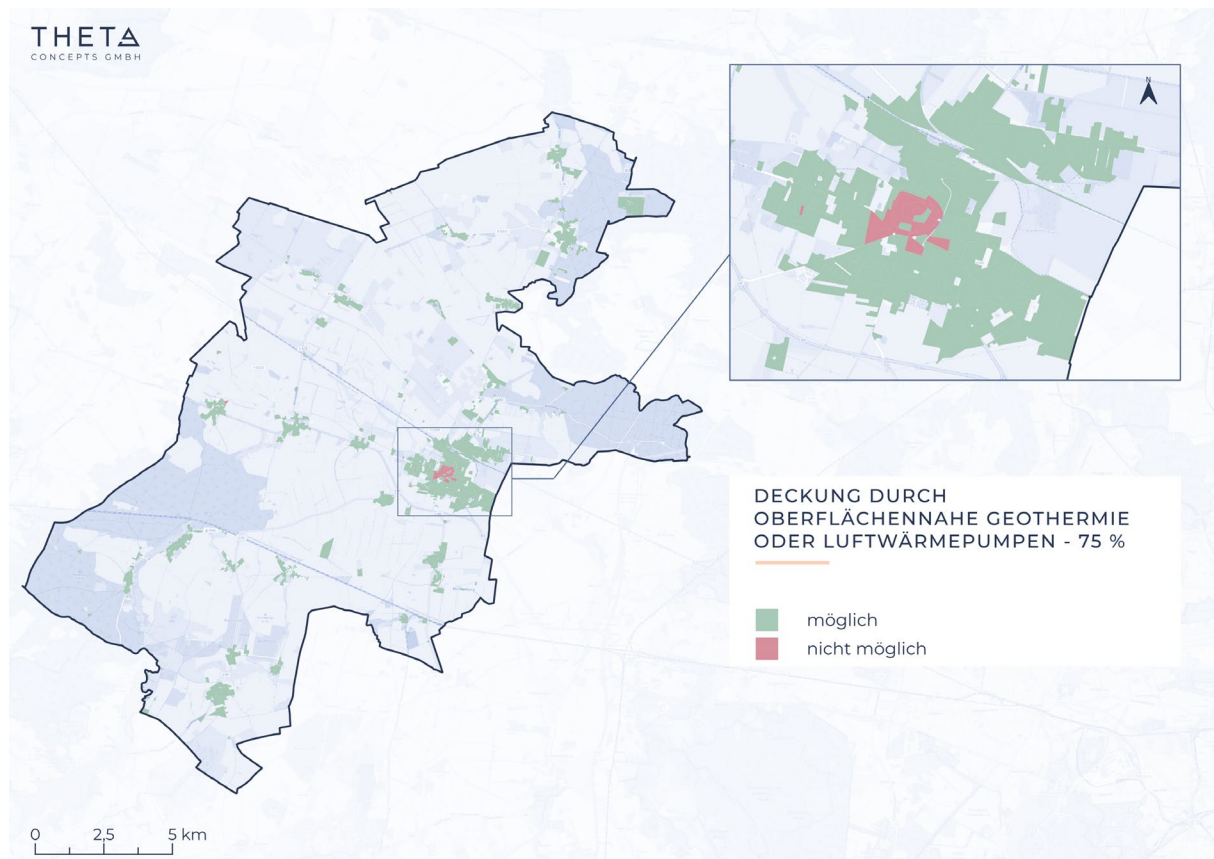 THETA
CONCEPTS GMBH
N
DECKUNG DURCH
OBERFLÄCHENNAHE GEOTHERMIE
ODER LUFTWÄRMEPUMPEN - 75 %
möglich
nicht möglich
0 2,5 5 km